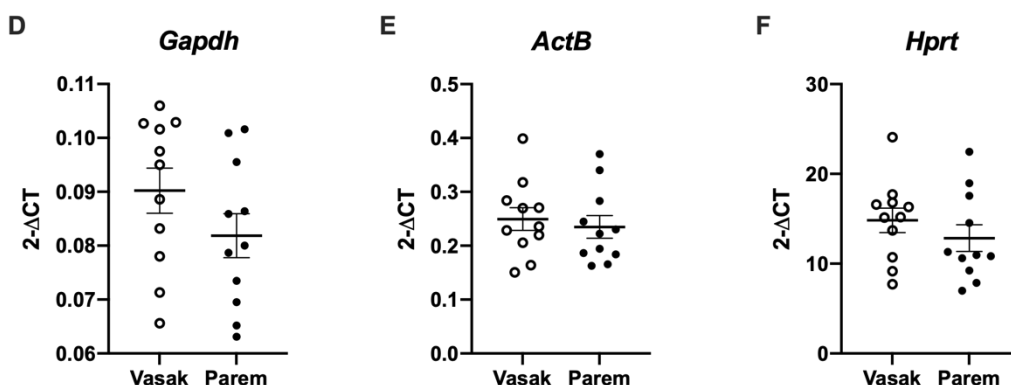 D
Gapdh
2-ΔCT
0.11
0.10
0.09
0.08
0.07
0.06
Vasak Parem
E
ActB
2-ΔCT
0.5
0.4
0.3
0.2
0.1
0.0
Vasak Parem
F
Hprt
2-ΔCT
30
20
10
0
Vasak Parem